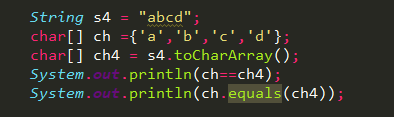 String s4 = "abcd";
char[] ch ={'a','b','c','d'};
char[] ch4 = s4.toCharArray();
System.out.println(ch==ch4);
System.out.println(ch.equals(ch4));